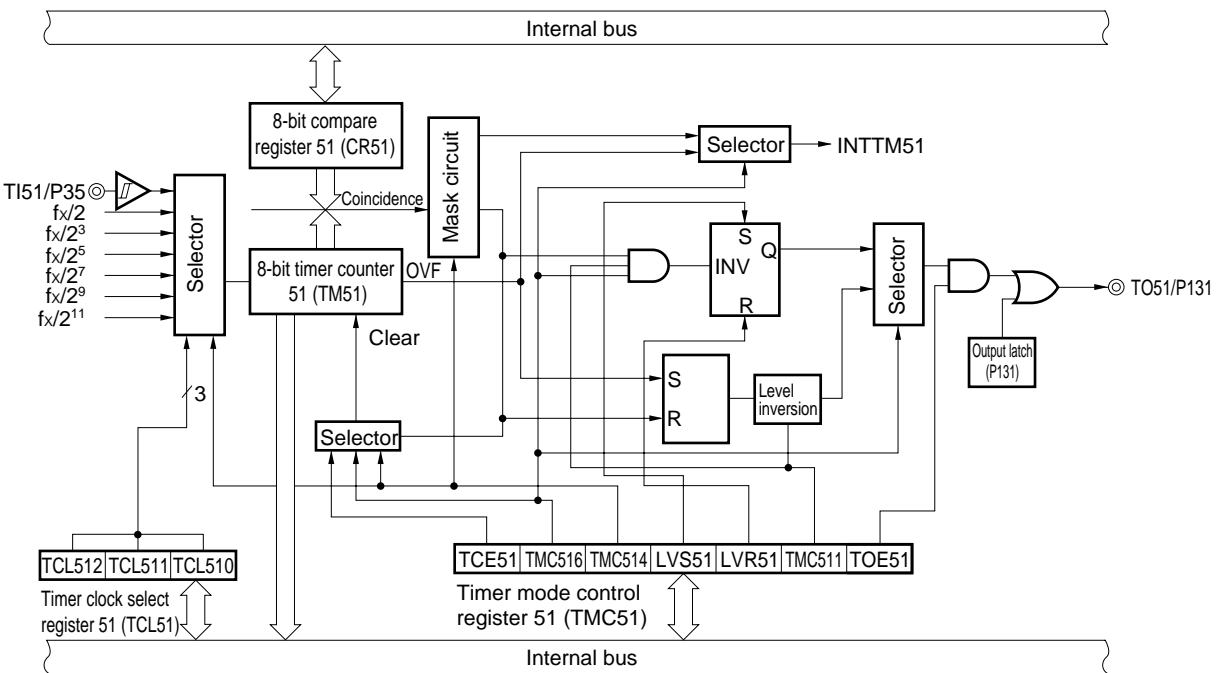 Internal bus
8-bit compare
register 51 (CR51)
Mask circuit
Selector
INTTM51
TI51/P35
fx/2
fx/2³
fx/2⁵
fx/2⁷
fx/2⁹
fx/2¹¹
Selector
Coincidence
8-bit timer counter
51 (TM51)
OVF
Clear
S
INV
Q
R
Selector
TO51/P131
Output latch
(P131)
S
R
Level
inversion
3
Selector
TCL512 TCL511 TCL510
Timer clock select
register 51 (TCL51)
TCE51 TMC516 TMC514 LVS51 LVR51 TMC511 TOE51
Timer mode control
register 51 (TMC51)
Internal bus